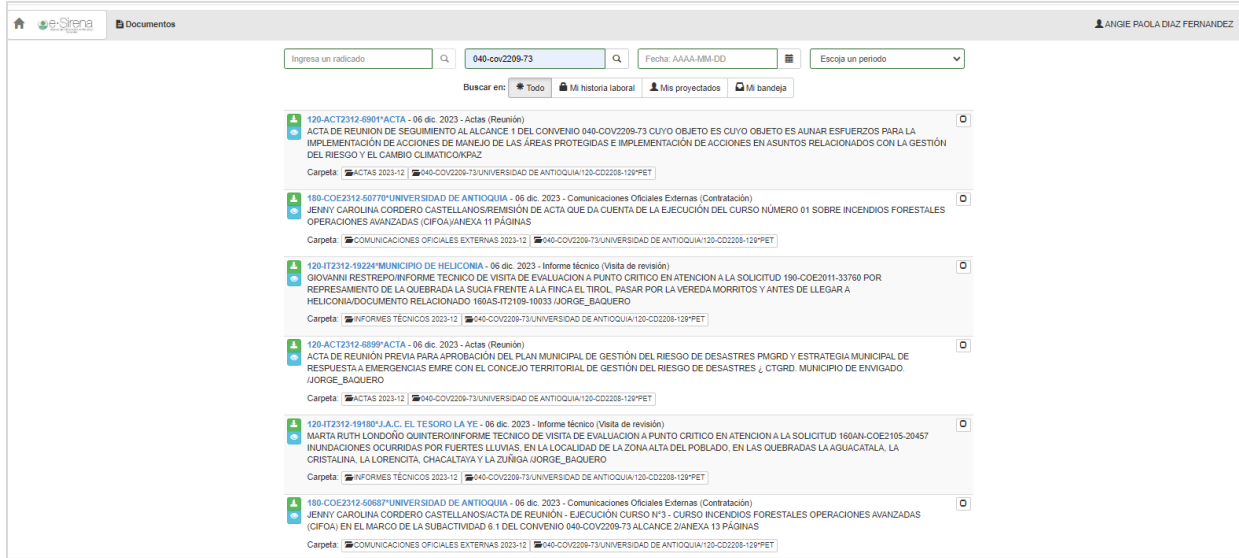 e-Sirena
Documentos
ANGIE PAOLA DIAZ FERNANDEZ
Ingresa un radicado
040-cov2209-73
Fecha: AAAA-MM-DD
Escoja un periodo
Buscar en: Todo Mi historia laboral Mis proyectados Mi bandeja
120-ACT2312-6901*ACTA - 06 dic. 2023 - Actas (Reunión)
ACTA DE REUNION DE SEGUIMIENTO AL ALCANCE 1 DEL CONVENIO 040-COV2209-73 CUYO OBJETO ES CUYO OBJETO ES AUNAR ESFUERZOS PARA LA
IMPLEMENTACIÓN DE ACCIONES DE MANEJO DE LAS ÁREAS PROTEGIDAS E IMPLEMENTACIÓN DE ACCIONES EN ASUNTOS RELACIONADOS CON LA GESTIÓN
DEL RIESGO Y EL CAMBIO CLIMATICO/KPAZ
Carpeta: ACTAS 2023-12 040-COV2209-73/UNIVERSIDAD DE ANTIOQUIA/120-CD2208-129*PET
180-COE2312-50770*UNIVERSIDAD DE ANTIOQUIA - 06 dic. 2023 - Comunicaciones Oficiales Externas (Contratación)
JENNY CAROLINA CORDERO CASTELLANOS/REMISIÓN DE ACTA QUE DA CUENTA DE LA EJECUCIÓN DEL CURSO NÚMERO 01 SOBRE INCENDIOS FORESTALES
OPERACIONES AVANZADAS (CIFOA)/ANEXA 11 PÁGINAS
Carpeta: COMUNICACIONES OFICIALES EXTERNAS 2023-12 040-COV2209-73/UNIVERSIDAD DE ANTIOQUIA/120-CD2208-129*PET
120-IT2312-19224*MUNICIPIO DE HELICONIA - 06 dic. 2023 - Informe técnico (Visita de revisión)
GIOVANNI RESTREPO/INFORME TECNICO DE VISITA DE EVALUACION A PUNTO CRITICO EN ATENCION A LA SOLICITUD 190-COE2011-33760 POR
REPRESAMIENTO DE LA QUEBRADA LA SUCIA FRENTE A LA FINCA EL TIROL, PASAR POR LA VEREDA MORRITOS Y ANTES DE LLEGAR A
HELICONIA/DOCUMENTO RELACIONADO 160AS-IT2109-10033 /JORGE_BAQUERO
Carpeta: INFORMES TÉCNICOS 2023-12 040-COV2209-73/UNIVERSIDAD DE ANTIOQUIA/120-CD2208-129*PET
120-ACT2312-6899*ACTA - 06 dic. 2023 - Actas (Reunión)
ACTA DE REUNIÓN PREVIA PARA APROBACIÓN DEL PLAN MUNICIPAL DE GESTIÓN DEL RIESGO DE DESASTRES PMGRD Y ESTRATEGIA MUNICIPAL DE
RESPUESTA A EMERGENCIAS EMRE CON EL CONCEJO TERRITORIAL DE GESTIÓN DEL RIESGO DE DESASTRES ¿ CTGRD. MUNICIPIO DE ENVIGADO.
/JORGE_BAQUERO
Carpeta: ACTAS 2023-12 040-COV2209-73/UNIVERSIDAD DE ANTIOQUIA/120-CD2208-129*PET
120-IT2312-19180*J.A.C. EL TESORO LA YE - 06 dic. 2023 - Informe técnico (Visita de revisión)
MARTA RUTH LONDOÑO QUINTERO/INFORME TECNICO DE VISITA DE EVALUACION A PUNTO CRITICO EN ATENCION A LA SOLICITUD 160AN-COE2105-20457
INUNDACIONES OCURRIDAS POR FUERTES LLUVIAS, EN LA LOCALIDAD DE LA ZONA ALTA DEL POBLADO, EN LAS QUEBRADAS LA AGUACATALA, LA
CRISTALINA, LA LORENCITA, CHACALTAYA Y LA ZUÑIGA /JORGE_BAQUERO
Carpeta: INFORMES TÉCNICOS 2023-12 040-COV2209-73/UNIVERSIDAD DE ANTIOQUIA/120-CD2208-129*PET
180-COE2312-50687*UNIVERSIDAD DE ANTIOQUIA - 06 dic. 2023 - Comunicaciones Oficiales Externas (Contratación)
JENNY CAROLINA CORDERO CASTELLANOS/ACTA DE REUNIÓN - EJECUCIÓN CURSO N°3 - CURSO INCENDIOS FORESTALES OPERACIONES AVANZADAS
(CIFOA) EN EL MARCO DE LA SUBACTIVIDAD 6.1 DEL CONVENIO 040-COV2209-73 ALCANCE 2/ANEXA 13 PÁGINAS
Carpeta: COMUNICACIONES OFICIALES EXTERNAS 2023-12 040-COV2209-73/UNIVERSIDAD DE ANTIOQUIA/120-CD2208-129*PET